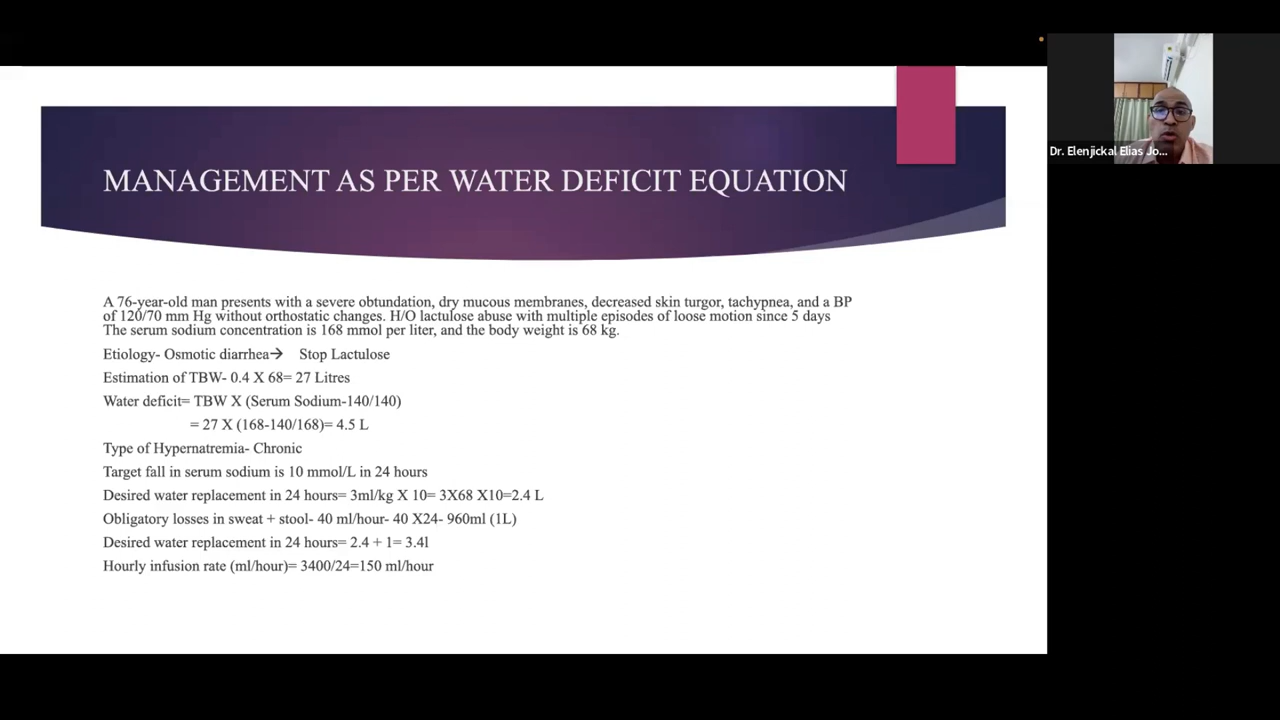 MANAGEMENT AS PER WATER DEFICIT EQUATION
A 76-year-old man presents with a severe obtundation, dry mucous membranes, decreased skin turgor, tachypnea, and a BP
of 120/70 mm Hg without orthostatic changes. H/O lactulose abuse with multiple episodes of loose motion since 5 days
The serum sodium concentration is 168 mmol per liter, and the body weight is 68 kg.
Etiology- Osmotic diarrhea→ Stop Lactulose
Estimation of TBW- 0.4 X 68= 27 Litres
Water deficit= TBW X (Serum Sodium-140/140)
= 27 X (168-140/168)= 4.5 L
Type of Hypernatremia- Chronic
Target fall in serum sodium is 10 mmol/L in 24 hours
Desired water replacement in 24 hours= 3ml/kg X 10= 3X68 X10=2.4 L
Obligatory losses in sweat + stool- 40 ml/hour- 40 X24- 960ml (1L)
Desired water replacement in 24 hours= 2.4 + 1= 3.4l
Hourly infusion rate (ml/hour)= 3400/24=150 ml/hour
Dr. Elenjickal Elias Jo...